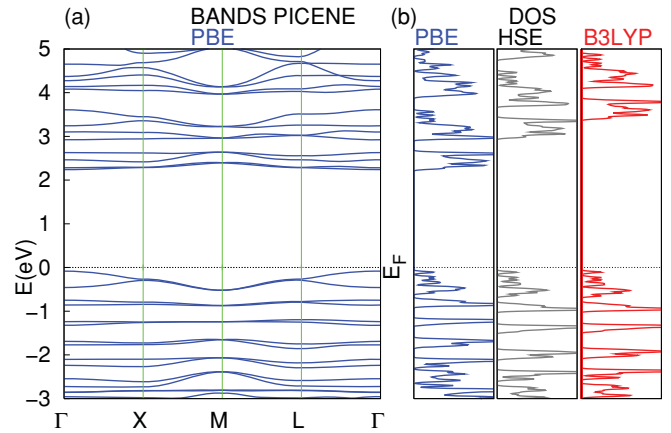 (a) BANDS PICENE (b) DOS
PBE PBE HSE B3LYP
5
4
3
2
1
0
−1
−2
−3
E(eV)
E_F
Γ X M L Γ